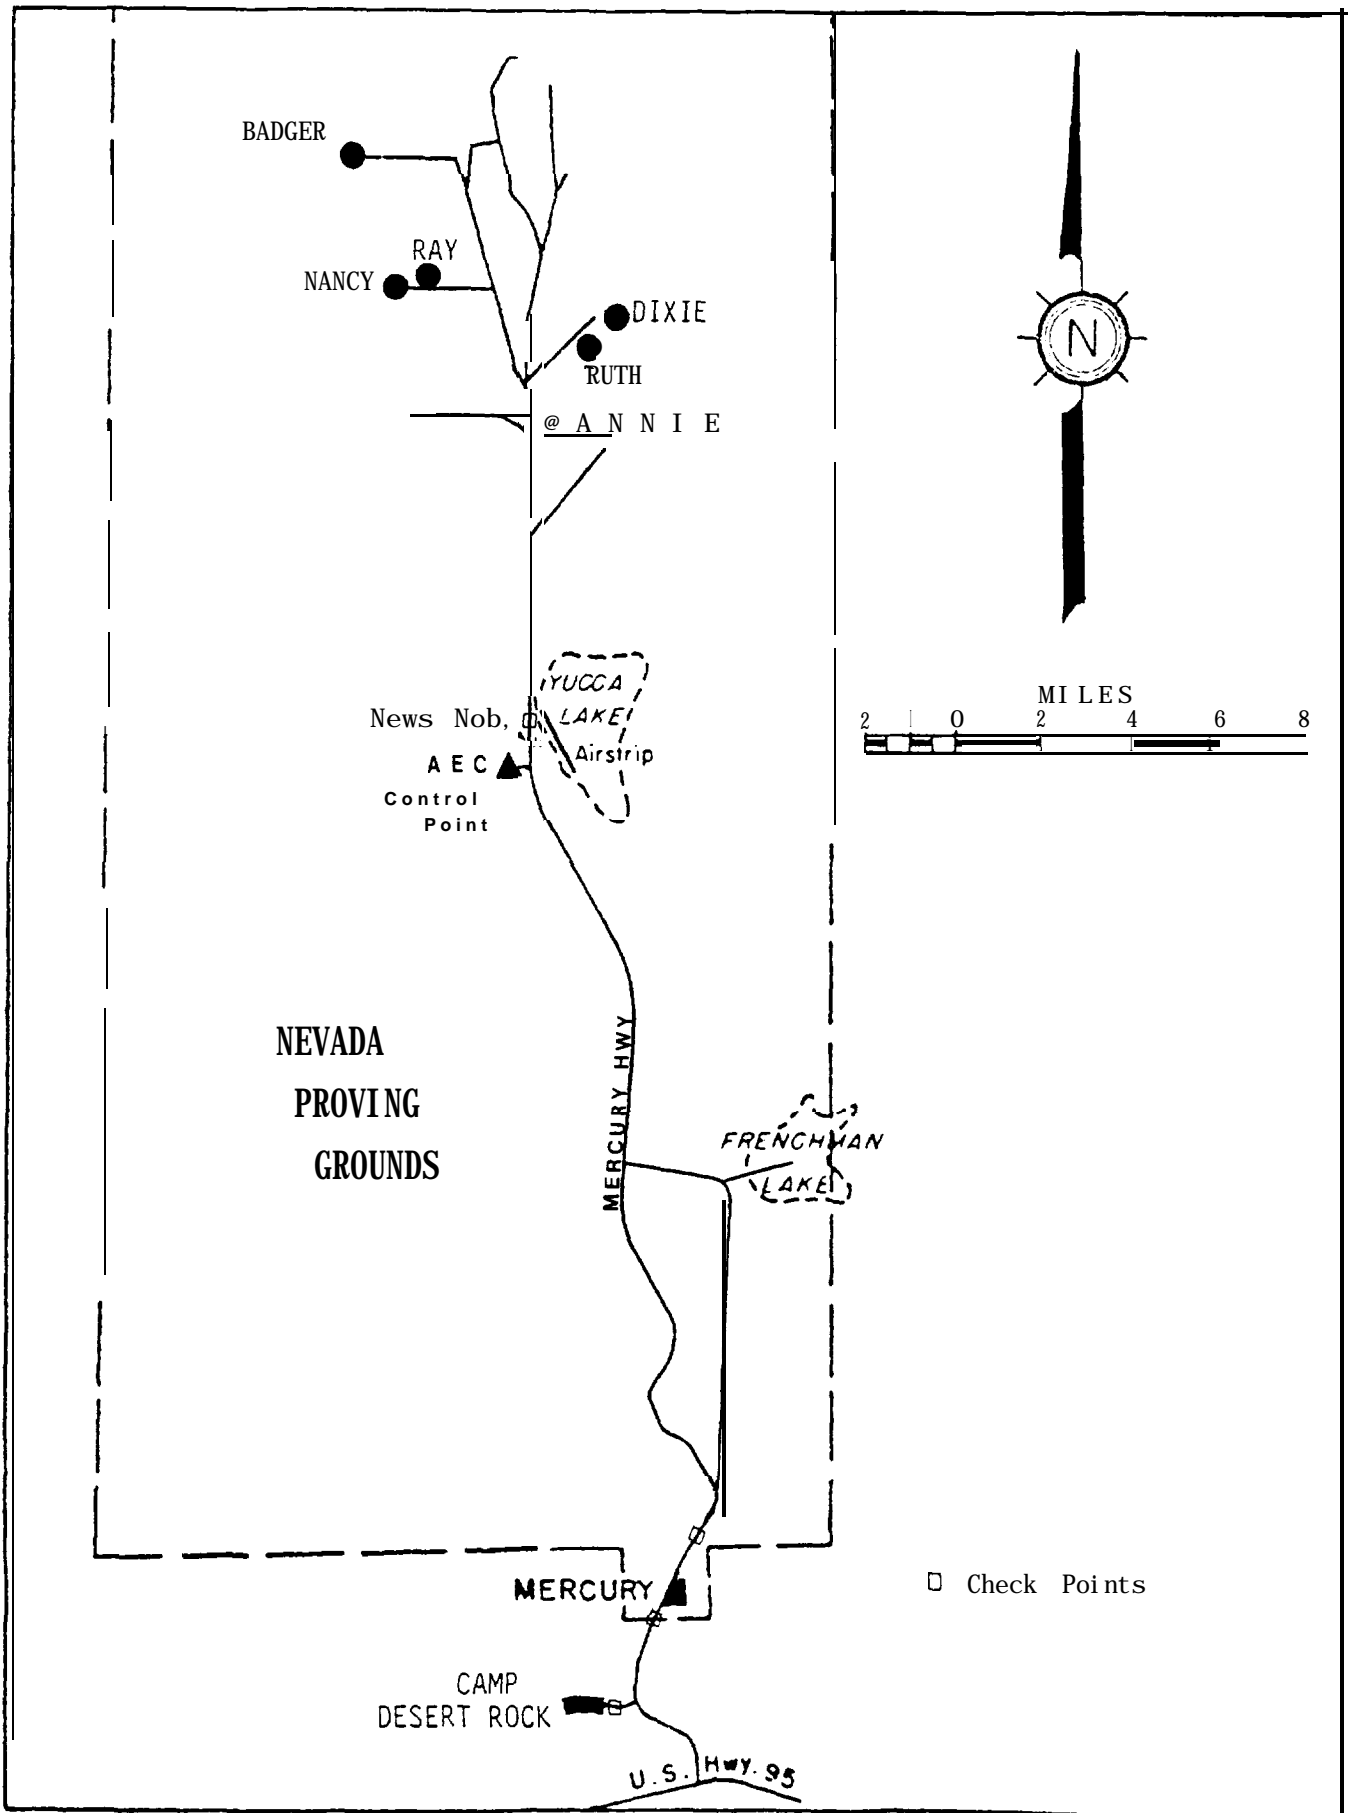 BADGER
RAY
NANCY
DIXIE
RUTH
@ A N N I E
N
YUCCA
LAKE
Airstrip
News Nob,
AEC
Control
Point
MILES
2 1 0 2 4 6 8
NEVADA
PROVING
GROUNDS
MERCURY HWY
FRENCHMAN
LAKE
MERCURY
Check Points
CAMP
DESERT ROCK
U.S. Hwy. 95